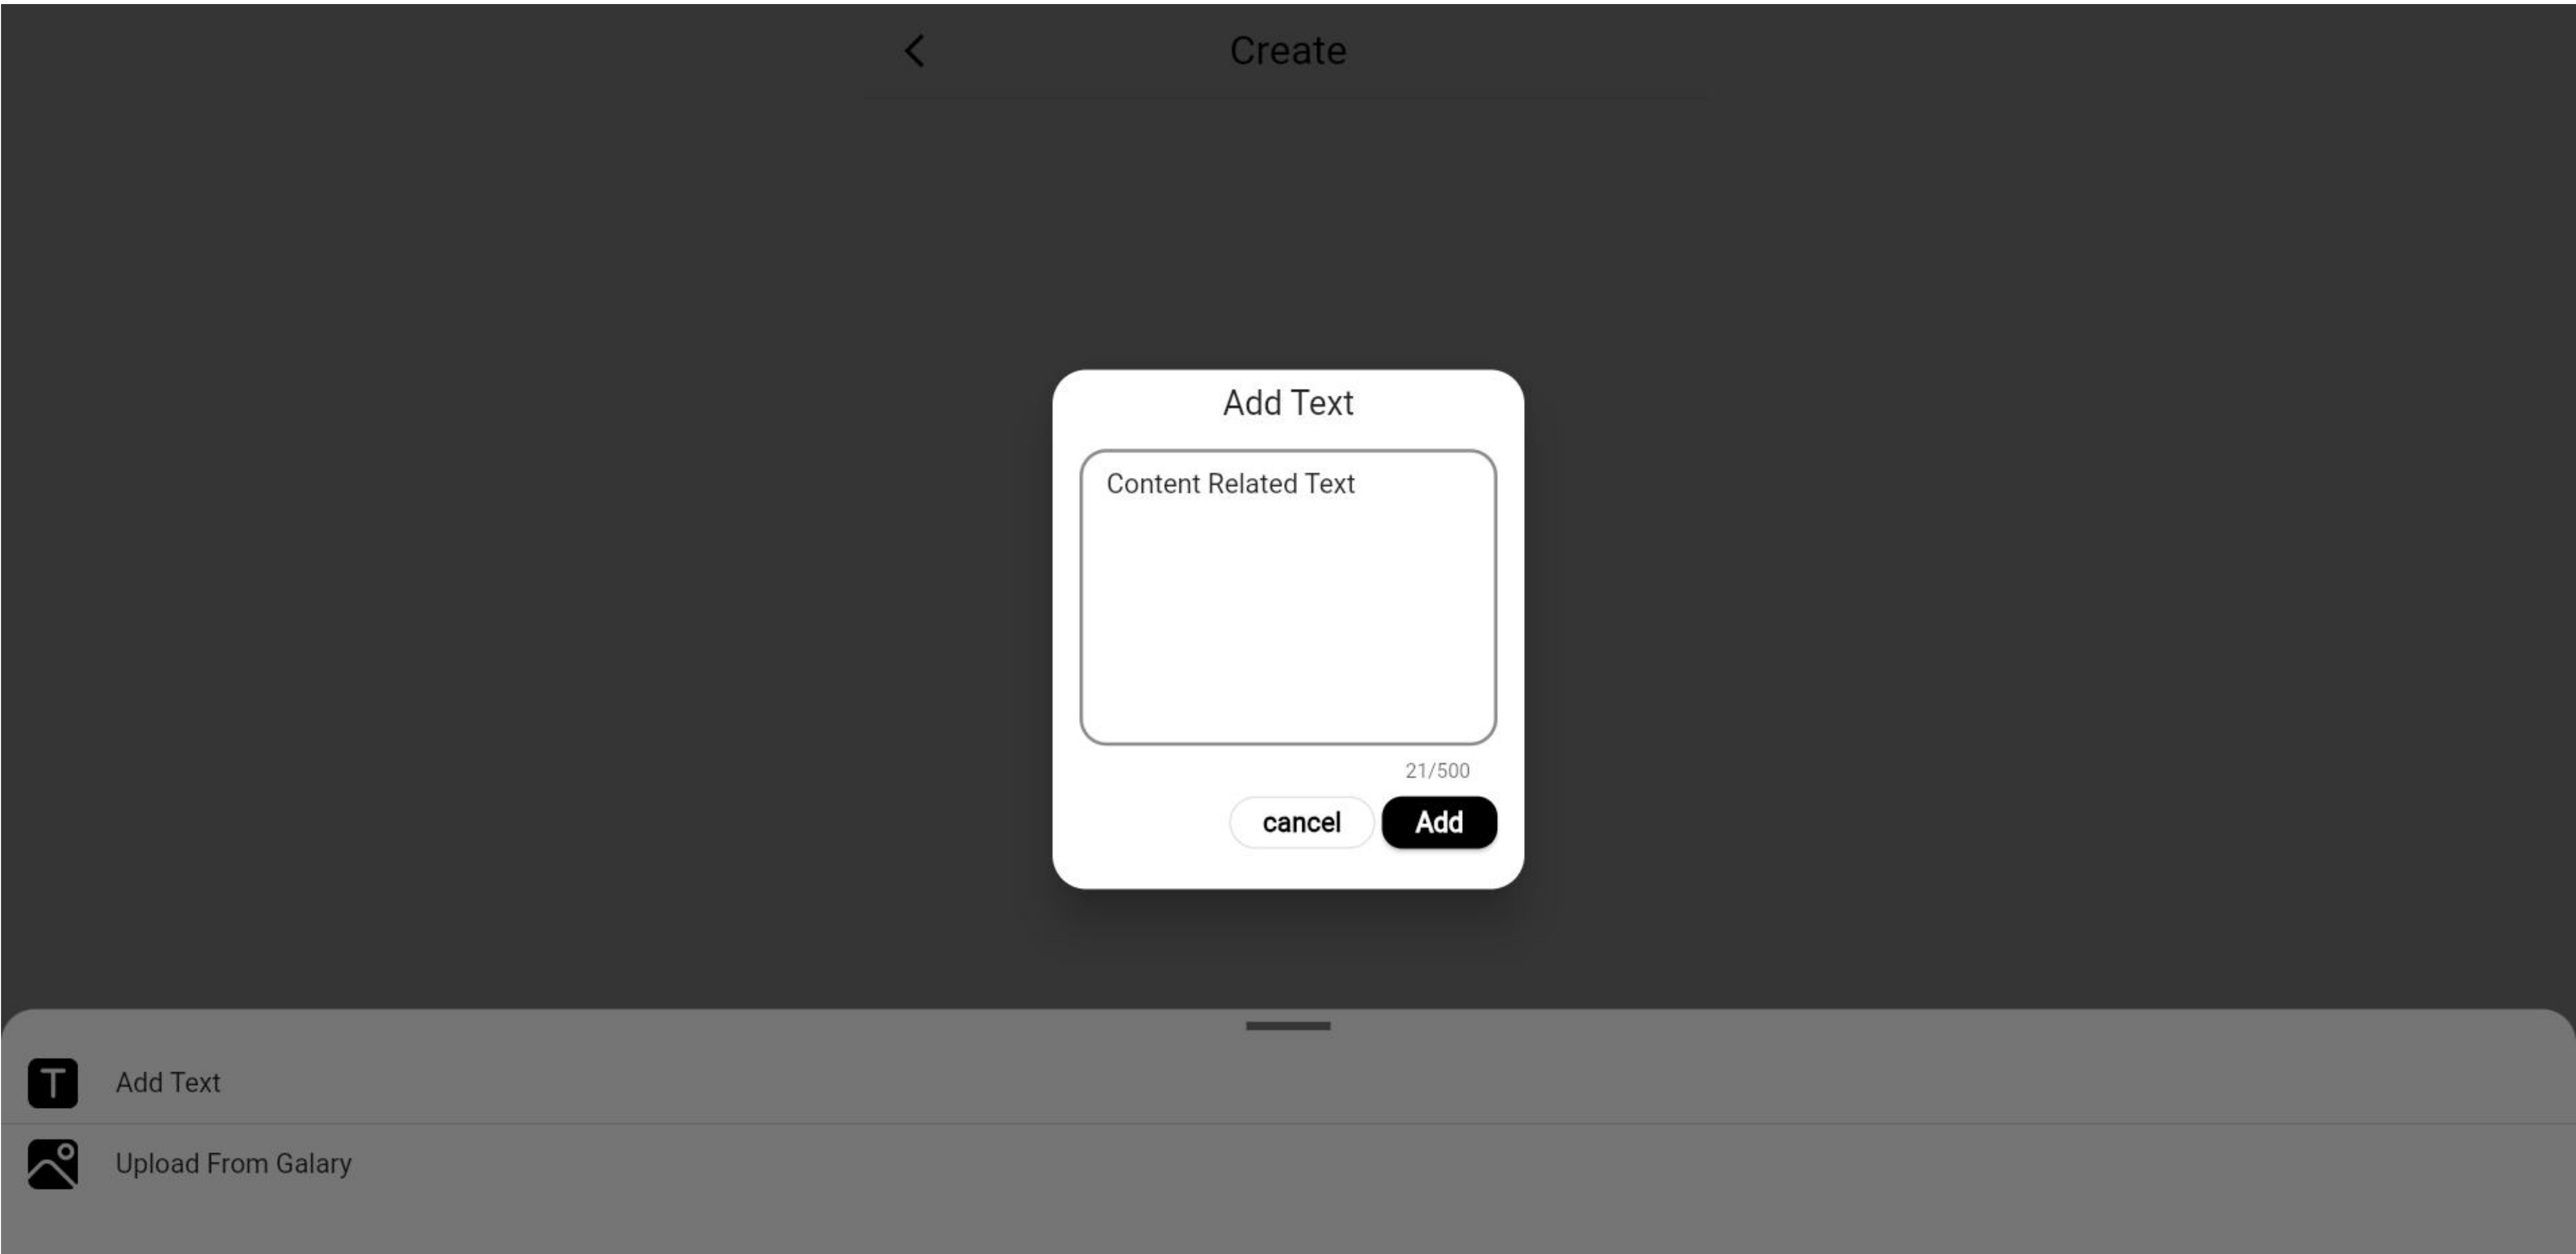 Create
Add Text
Content Related Text
21/500
cancel
Add
T
Add Text
Upload From Galary